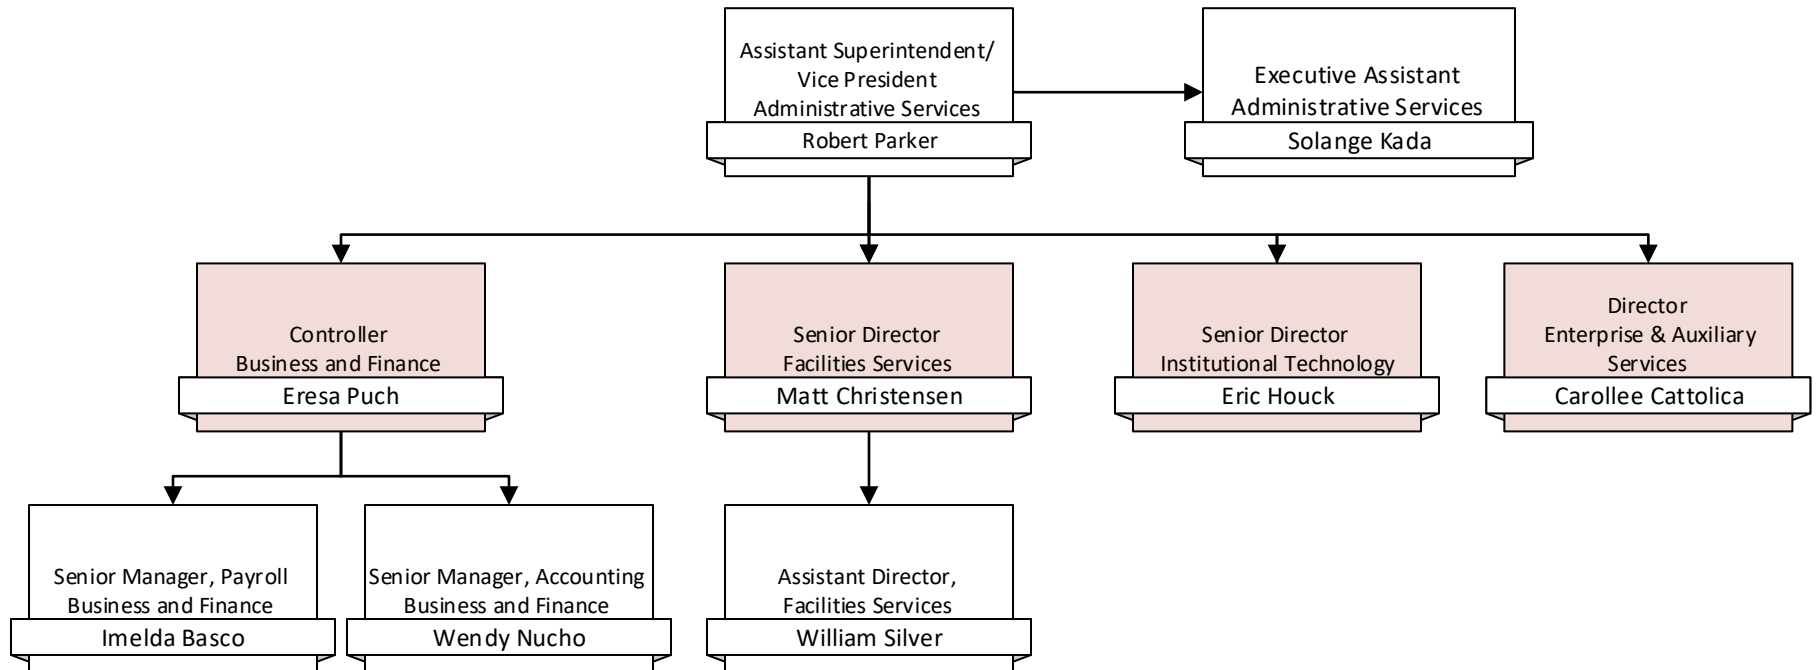 Assistant Superintendent/
Vice President
Administrative Services
Robert Parker
Executive Assistant
Administrative Services
Solange Kada
Controller
Business and Finance
Eresa Puch
Senior Director
Facilities Services
Matt Christensen
Senior Director
Institutional Technology
Eric Houck
Director
Enterprise & Auxiliary
Services
Carollee Cattolica
Senior Manager, Payroll
Business and Finance
Imelda Basco
Senior Manager, Accounting
Business and Finance
Wendy Nucho
Assistant Director,
Facilities Services
William Silver